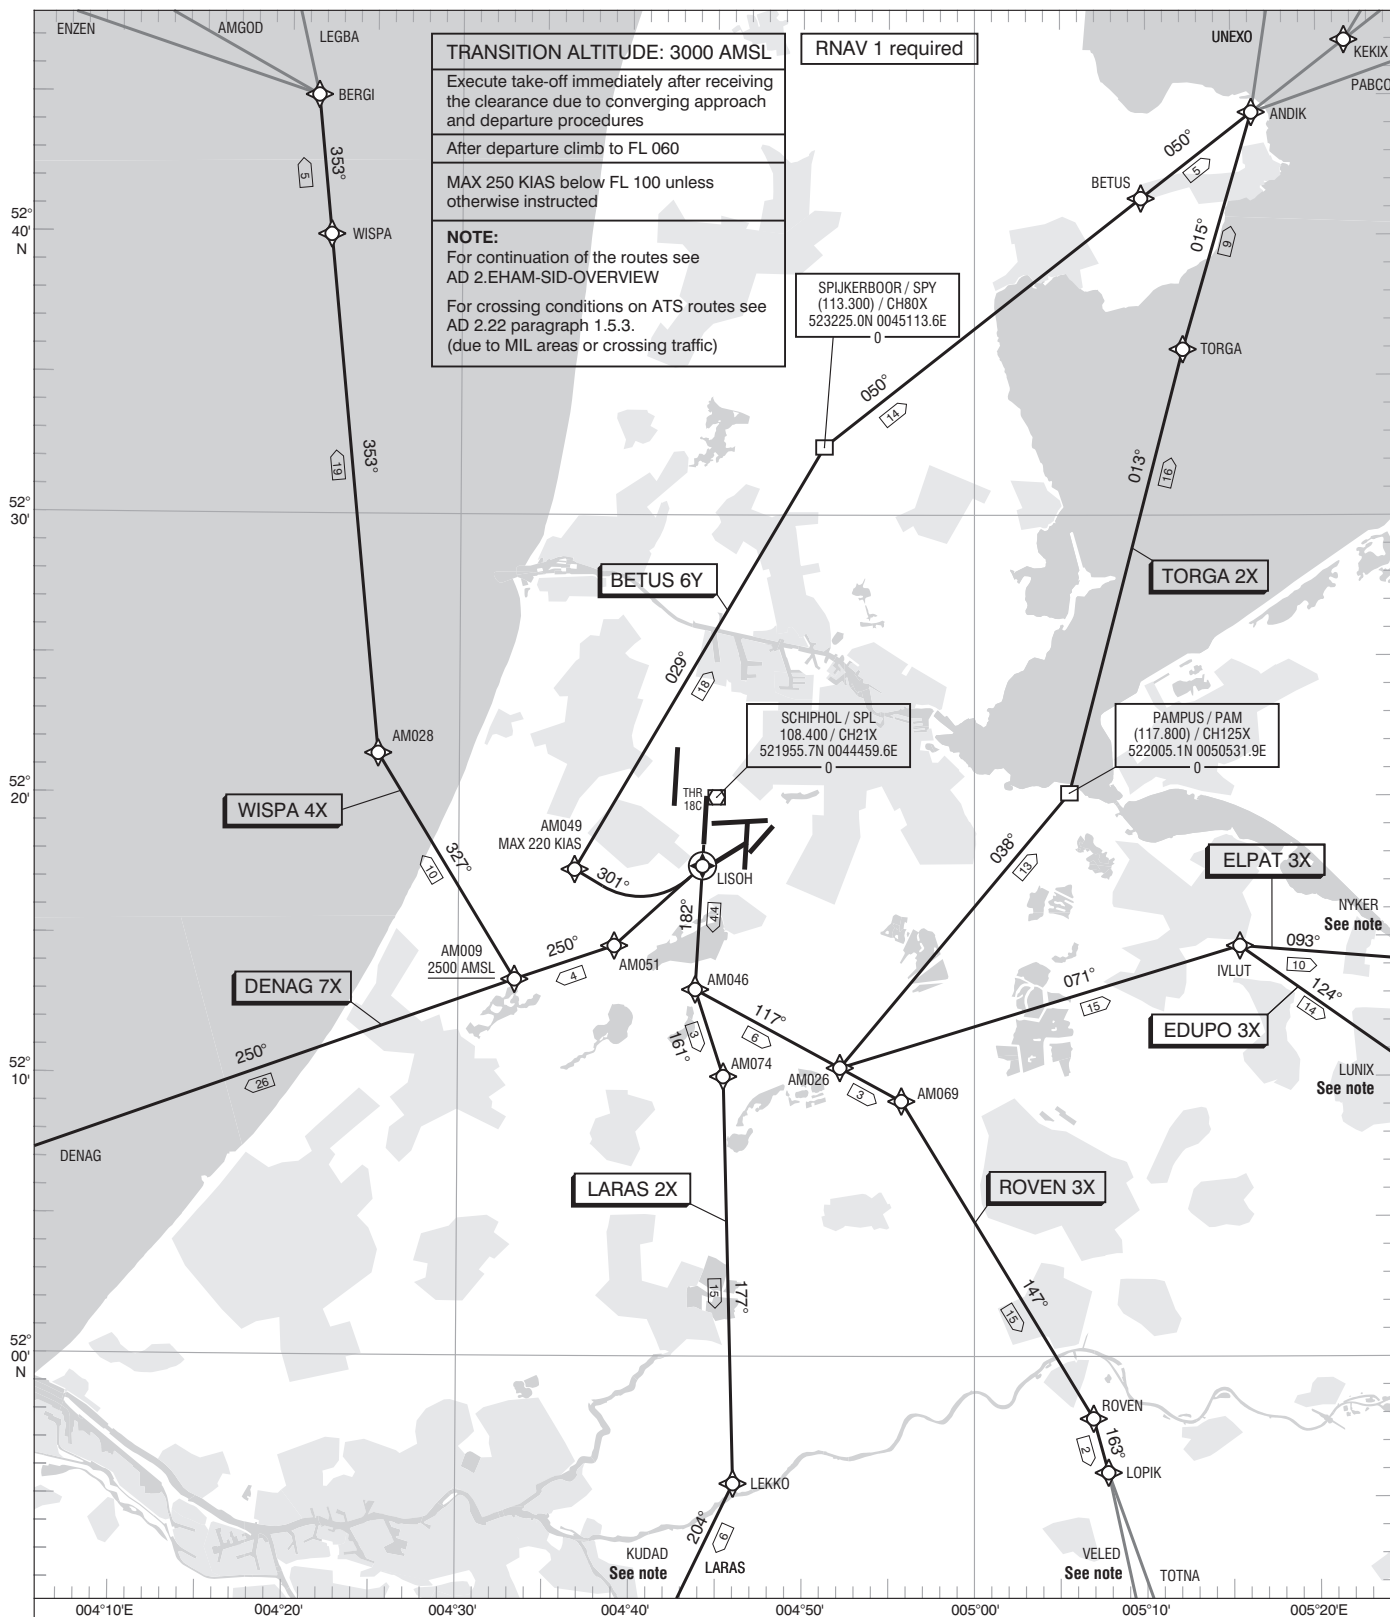 ENZEN
AMGOD
LEGBA
BERGI
353°
5
WISPA
TRANSITION ALTITUDE: 3000 AMSL
Execute take-off immediately after receiving
the clearance due to converging approach
and departure procedures
After departure climb to FL 060
MAX 250 KIAS below FL 100 unless
otherwise instructed
NOTE:
For continuation of the routes see
AD 2.EHAM-SID-OVERVIEW
For crossing conditions on ATS routes see
AD 2.22 paragraph 1.5.3.
(due to MIL areas or crossing traffic)
RNAV 1 required
UNEXO
KEKIX
PABCO
ANDIK
050°
5
BETUS
015°
9
52°
40'
N
SPIJKERBOOR / SPY
(113.300) / CH80X
523225.0N 0045113.6E
0
TORGA
050°
14
353°
19
013°
16
52°
30'
BETUS 6Y
TORGA 2X
029°
18
SCHIPHOL / SPL
108.400 / CH21X
521955.7N 0044459.6E
0
PAMPUS / PAM
(117.800) / CH125X
522005.1N 0050531.9E
0
AM028
52°
20'
WISPA 4X
THR
18C
AM049
MAX 220 KIAS
327°
10
301°
LISOH
038°
13
ELPAT 3X
NYKER
See note
182°
4.4
093°
10
AM009
2500 AMSL
250°
4
AM051
IVLUT
071°
15
124°
14
DENAG 7X
AM046
117°
6
EDUPO 3X
250°
26
161°
3
AM074
52°
10'
AM026
3
AM069
LUNIX
See note
DENAG
LARAS 2X
ROVEN 3X
177°
15
147°
15
52°
00'
N
ROVEN
163°
2
LOPIK
LEKKO
204°
9
KUDAD
See note
LARAS
VELED
See note
TOTNA
004°10'E
004°20'
004°30'
004°40'
004°50'
005°00'
005°10'
005°20'E